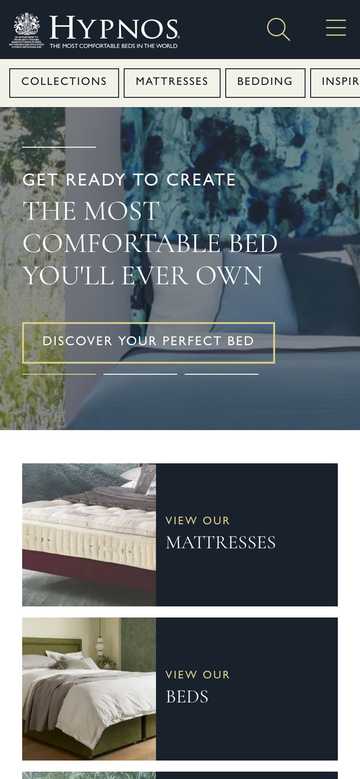 HYPNOS
THE MOST COMFORTABLE BEDS IN THE WORLD
COLLECTIONS
MATTRESSES
BEDDING
INSPIR
GET READY TO CREATE
THE MOST
COMFORTABLE BED
YOU'LL EVER OWN
DISCOVER YOUR PERFECT BED
VIEW OUR
MATTRESSES
VIEW OUR
BEDS